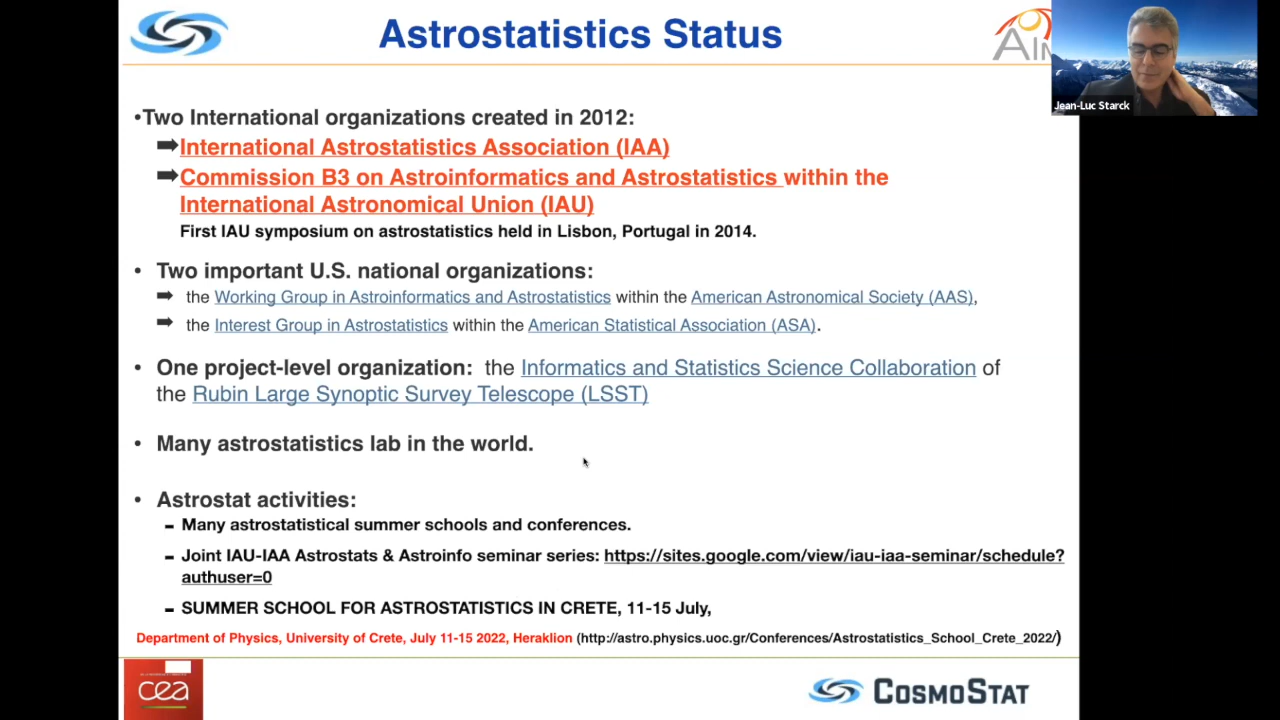 Astrostatistics Status
AIM
Jean-Luc Starck
•Two International organizations created in 2012:
➡International Astrostatistics Association (IAA)
➡Commission B3 on Astroinformatics and Astrostatistics within the
International Astronomical Union (IAU)
First IAU symposium on astrostatistics held in Lisbon, Portugal in 2014.
• Two important U.S. national organizations:
➡ the Working Group in Astroinformatics and Astrostatistics within the American Astronomical Society (AAS),
➡ the Interest Group in Astrostatistics within the American Statistical Association (ASA).
• One project-level organization: the Informatics and Statistics Science Collaboration of
the Rubin Large Synoptic Survey Telescope (LSST)
• Many astrostatistics lab in the world.
• Astrostat activities:
– Many astrostatistical summer schools and conferences.
– Joint IAU-IAA Astrostats & Astroinfo seminar series: https://sites.google.com/view/iau-iaa-seminar/schedule?
authuser=0
– SUMMER SCHOOL FOR ASTROSTATISTICS IN CRETE, 11-15 July,
Department of Physics, University of Crete, July 11-15 2022, Heraklion (http://astro.physics.uoc.gr/Conferences/Astrostatistics_School_Crete_2022/)
cea
COSMOSTAT